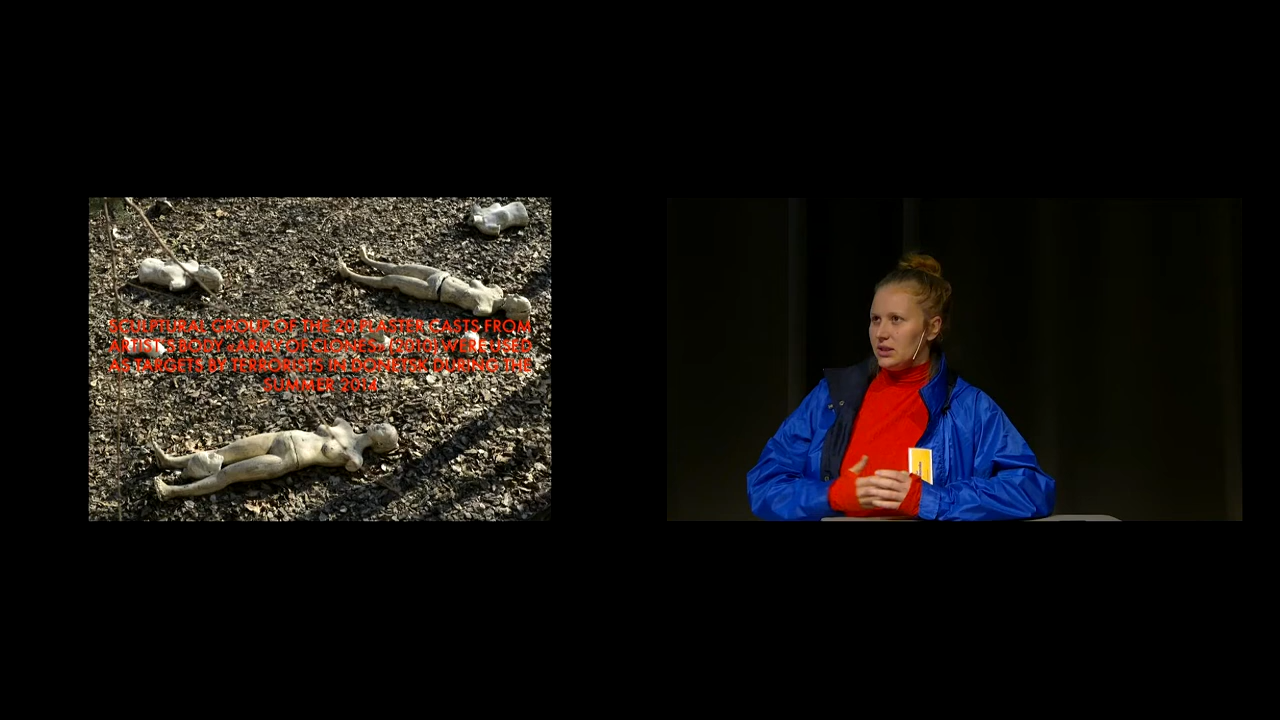 SCULPTURAL GROUP OF THE 20 PLASTER CASTS FROM
ARTIST'S BODY «ARMY OF CLONES» (2010) WERE USED
AS TARGETS BY TERRORISTS IN DONETSK DURING THE
SUMMER 2014